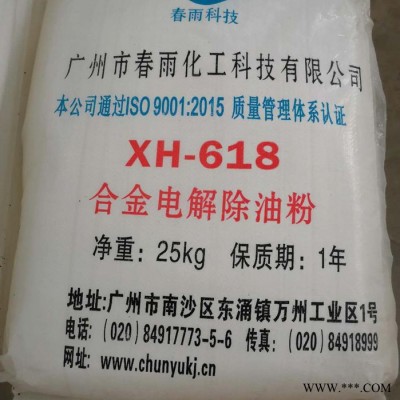 春雨科技
广州市春雨化工科技有限公司
本公司通过ISO 9001:2015 质量管理体系认证
XH-618
合金电解除油粉
净重：25kg 保质期：1年
地址:广州市南沙区东涌镇万州工业区1号
电话:（020）84917773-5-6 传真:（020）84918999
网址：www.chunyukj.cn
www.***.com